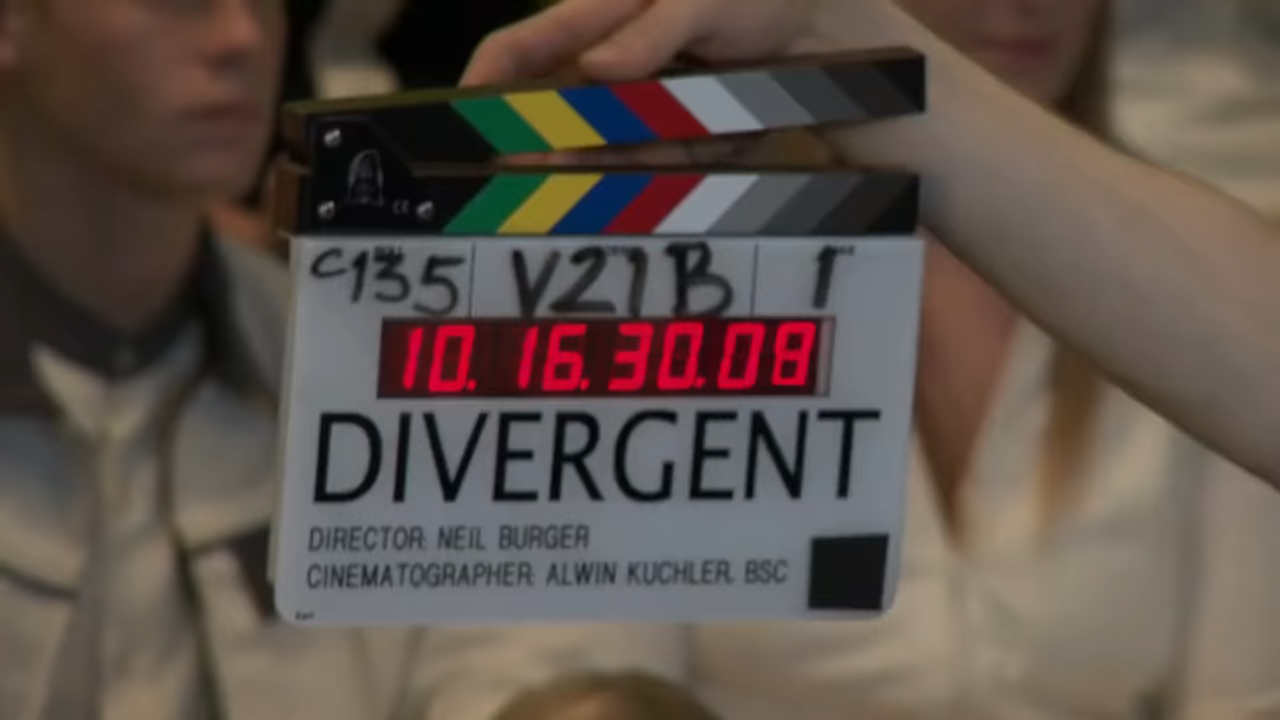 C135 V27B 1
10.16.30.08
DIVERGENT
DIRECTOR: NEIL BURGER
CINEMATOGRAPHER: ALWIN KUCHLER, BSC